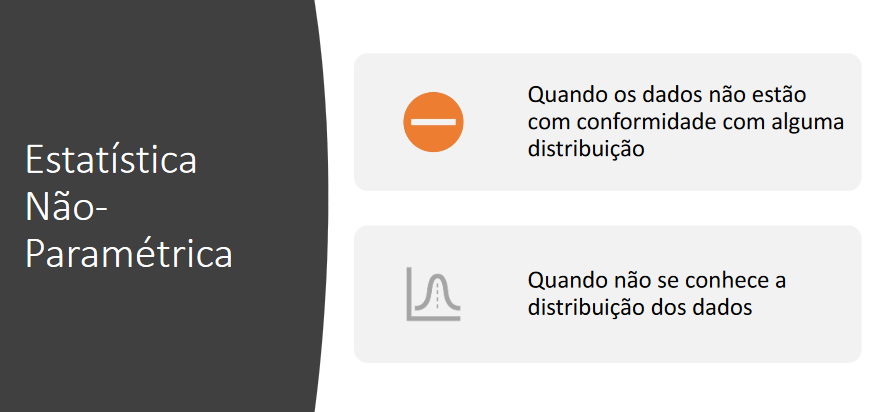 Estatística
Não-
Paramétrica
Quando os dados não estão
com conformidade com alguma
distribuição
Quando não se conhece a
distribuição dos dados